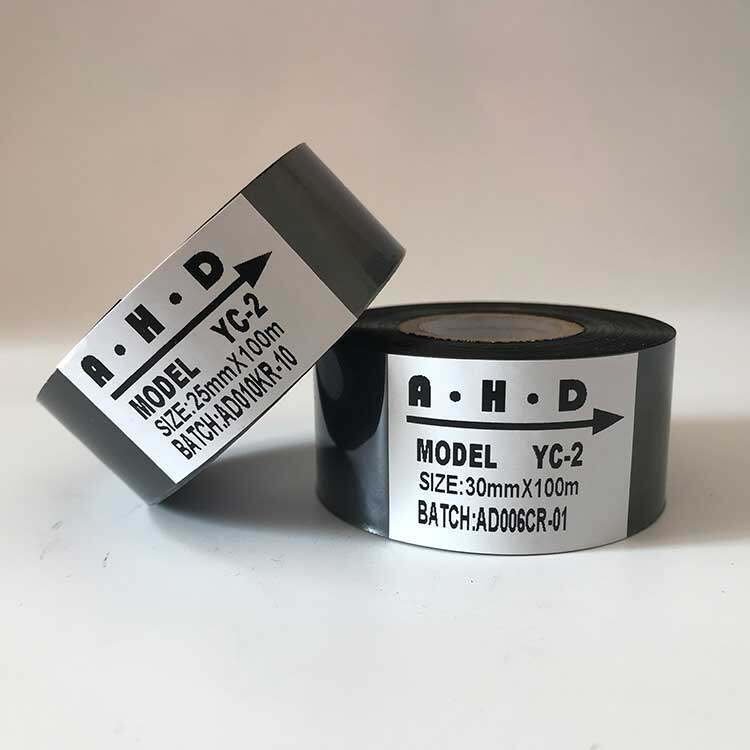 A·H·D
MODEL YC-2
SIZE:25mmX100m
BATCH:AD010KR-10
A·H·D
MODEL YC-2
SIZE:30mmX100m
BATCH:AD006CR-01